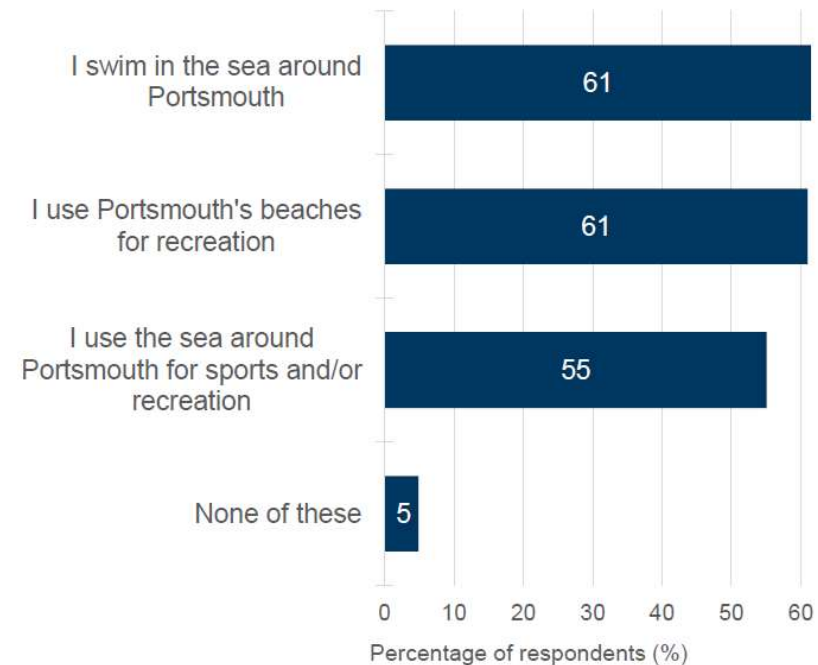 I swim in the sea around
Portsmouth
61
I use Portsmouth's beaches
for recreation
61
I use the sea around
Portsmouth for sports and/or
recreation
55
None of these
5
0 10 20 30 40 50 60
Percentage of respondents (%)